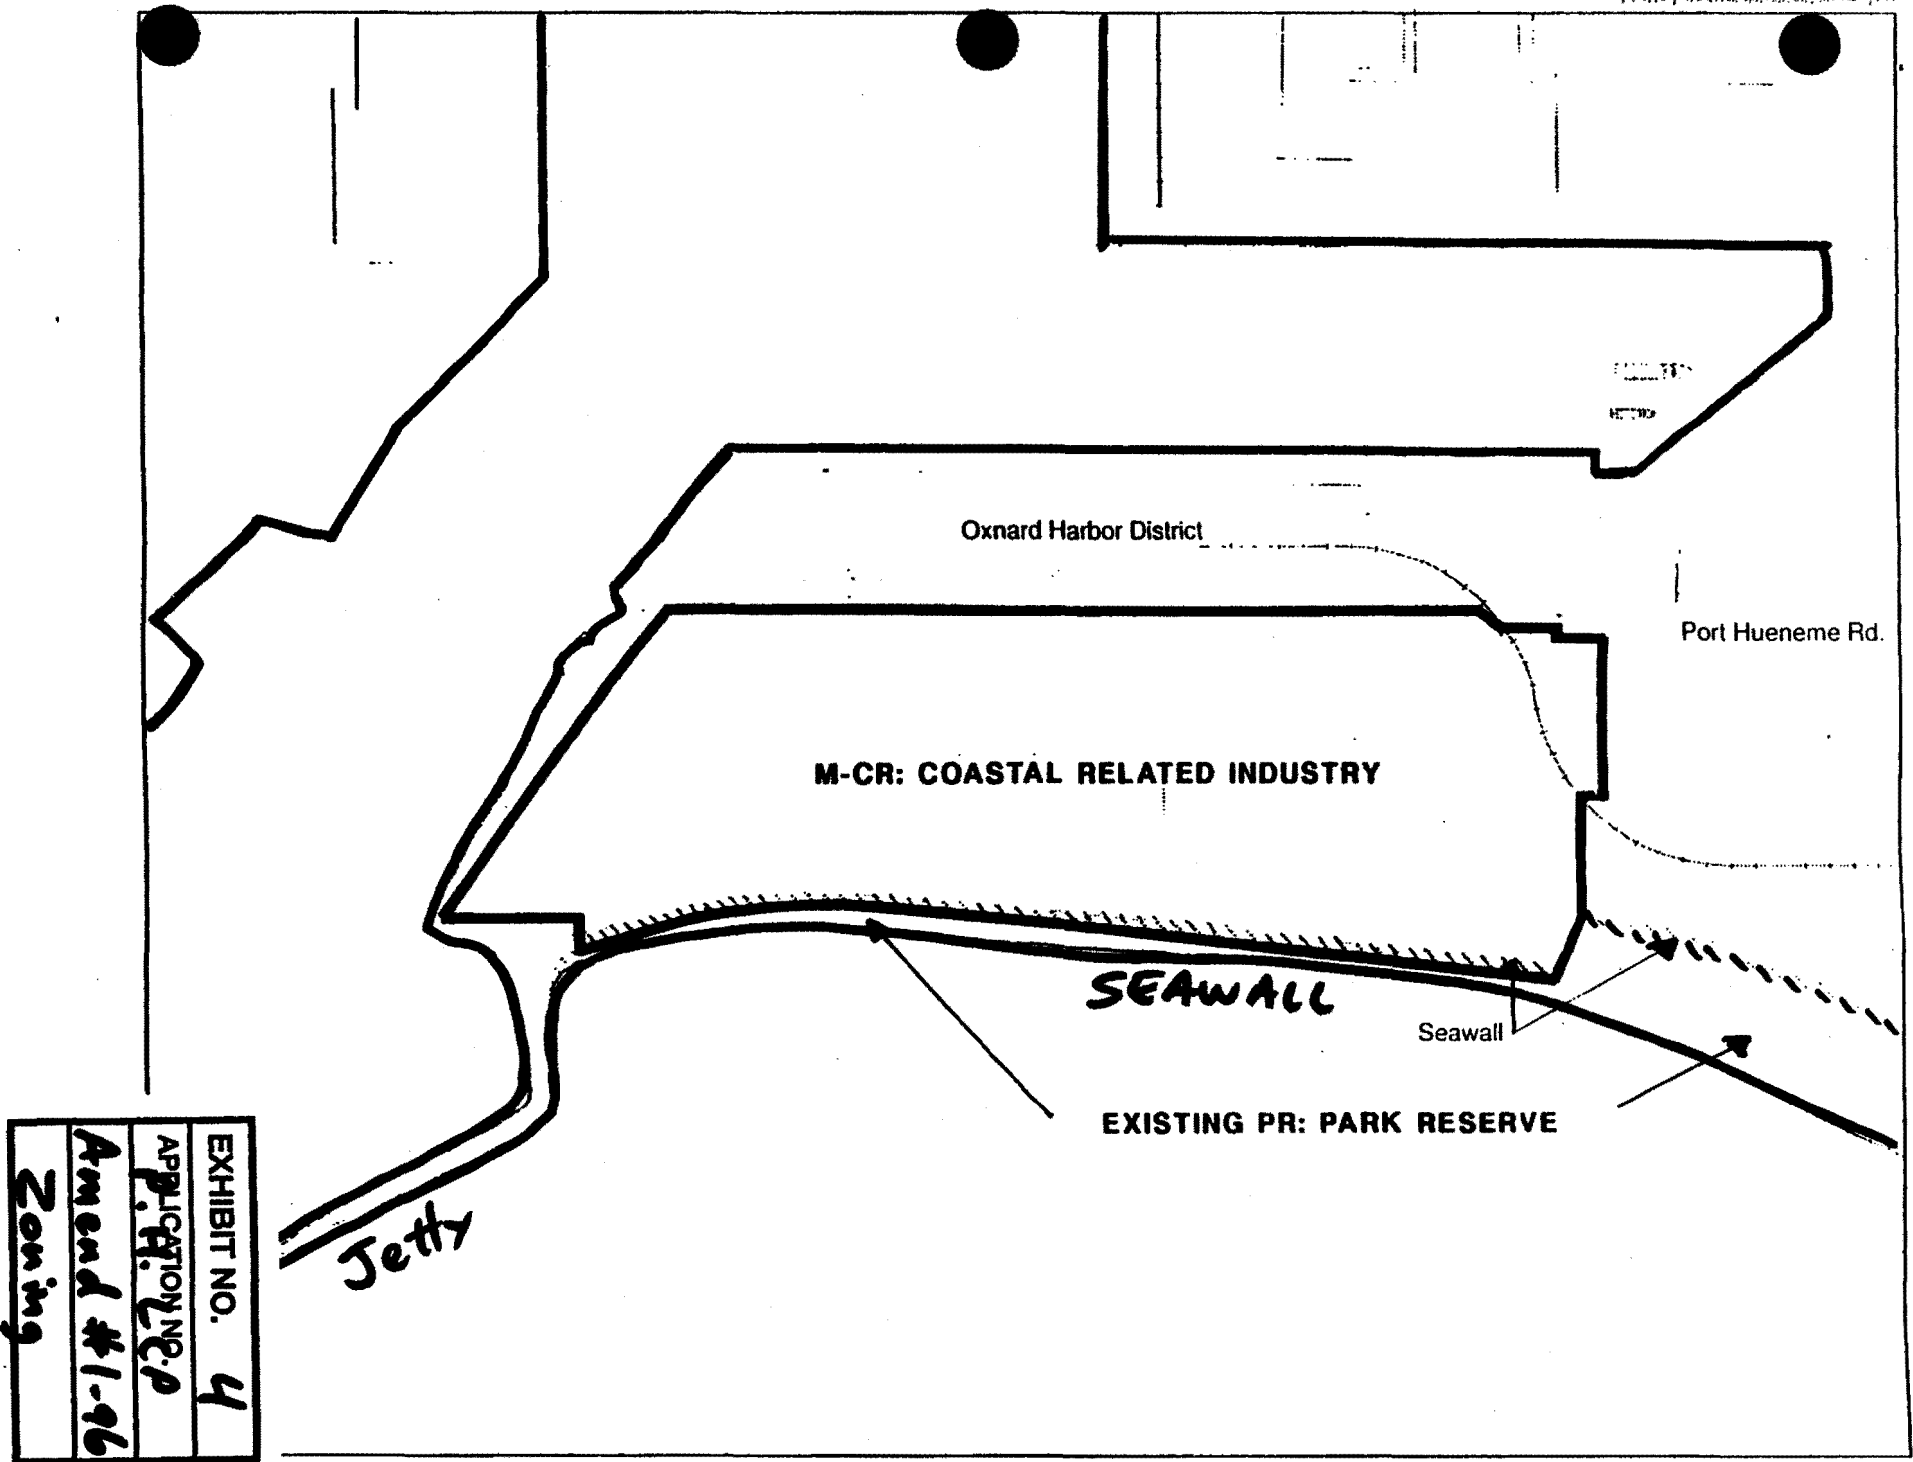 Oxnard Harbor District
Port Hueneme Rd.
M-CR: COASTAL RELATED INDUSTRY
SEAWALL
Seawall
EXISTING PR: PARK RESERVE
Jetty
EXHIBIT NO. 4
APPLICATION NO.
P.H. LCP
Amend #1-96
Zoning